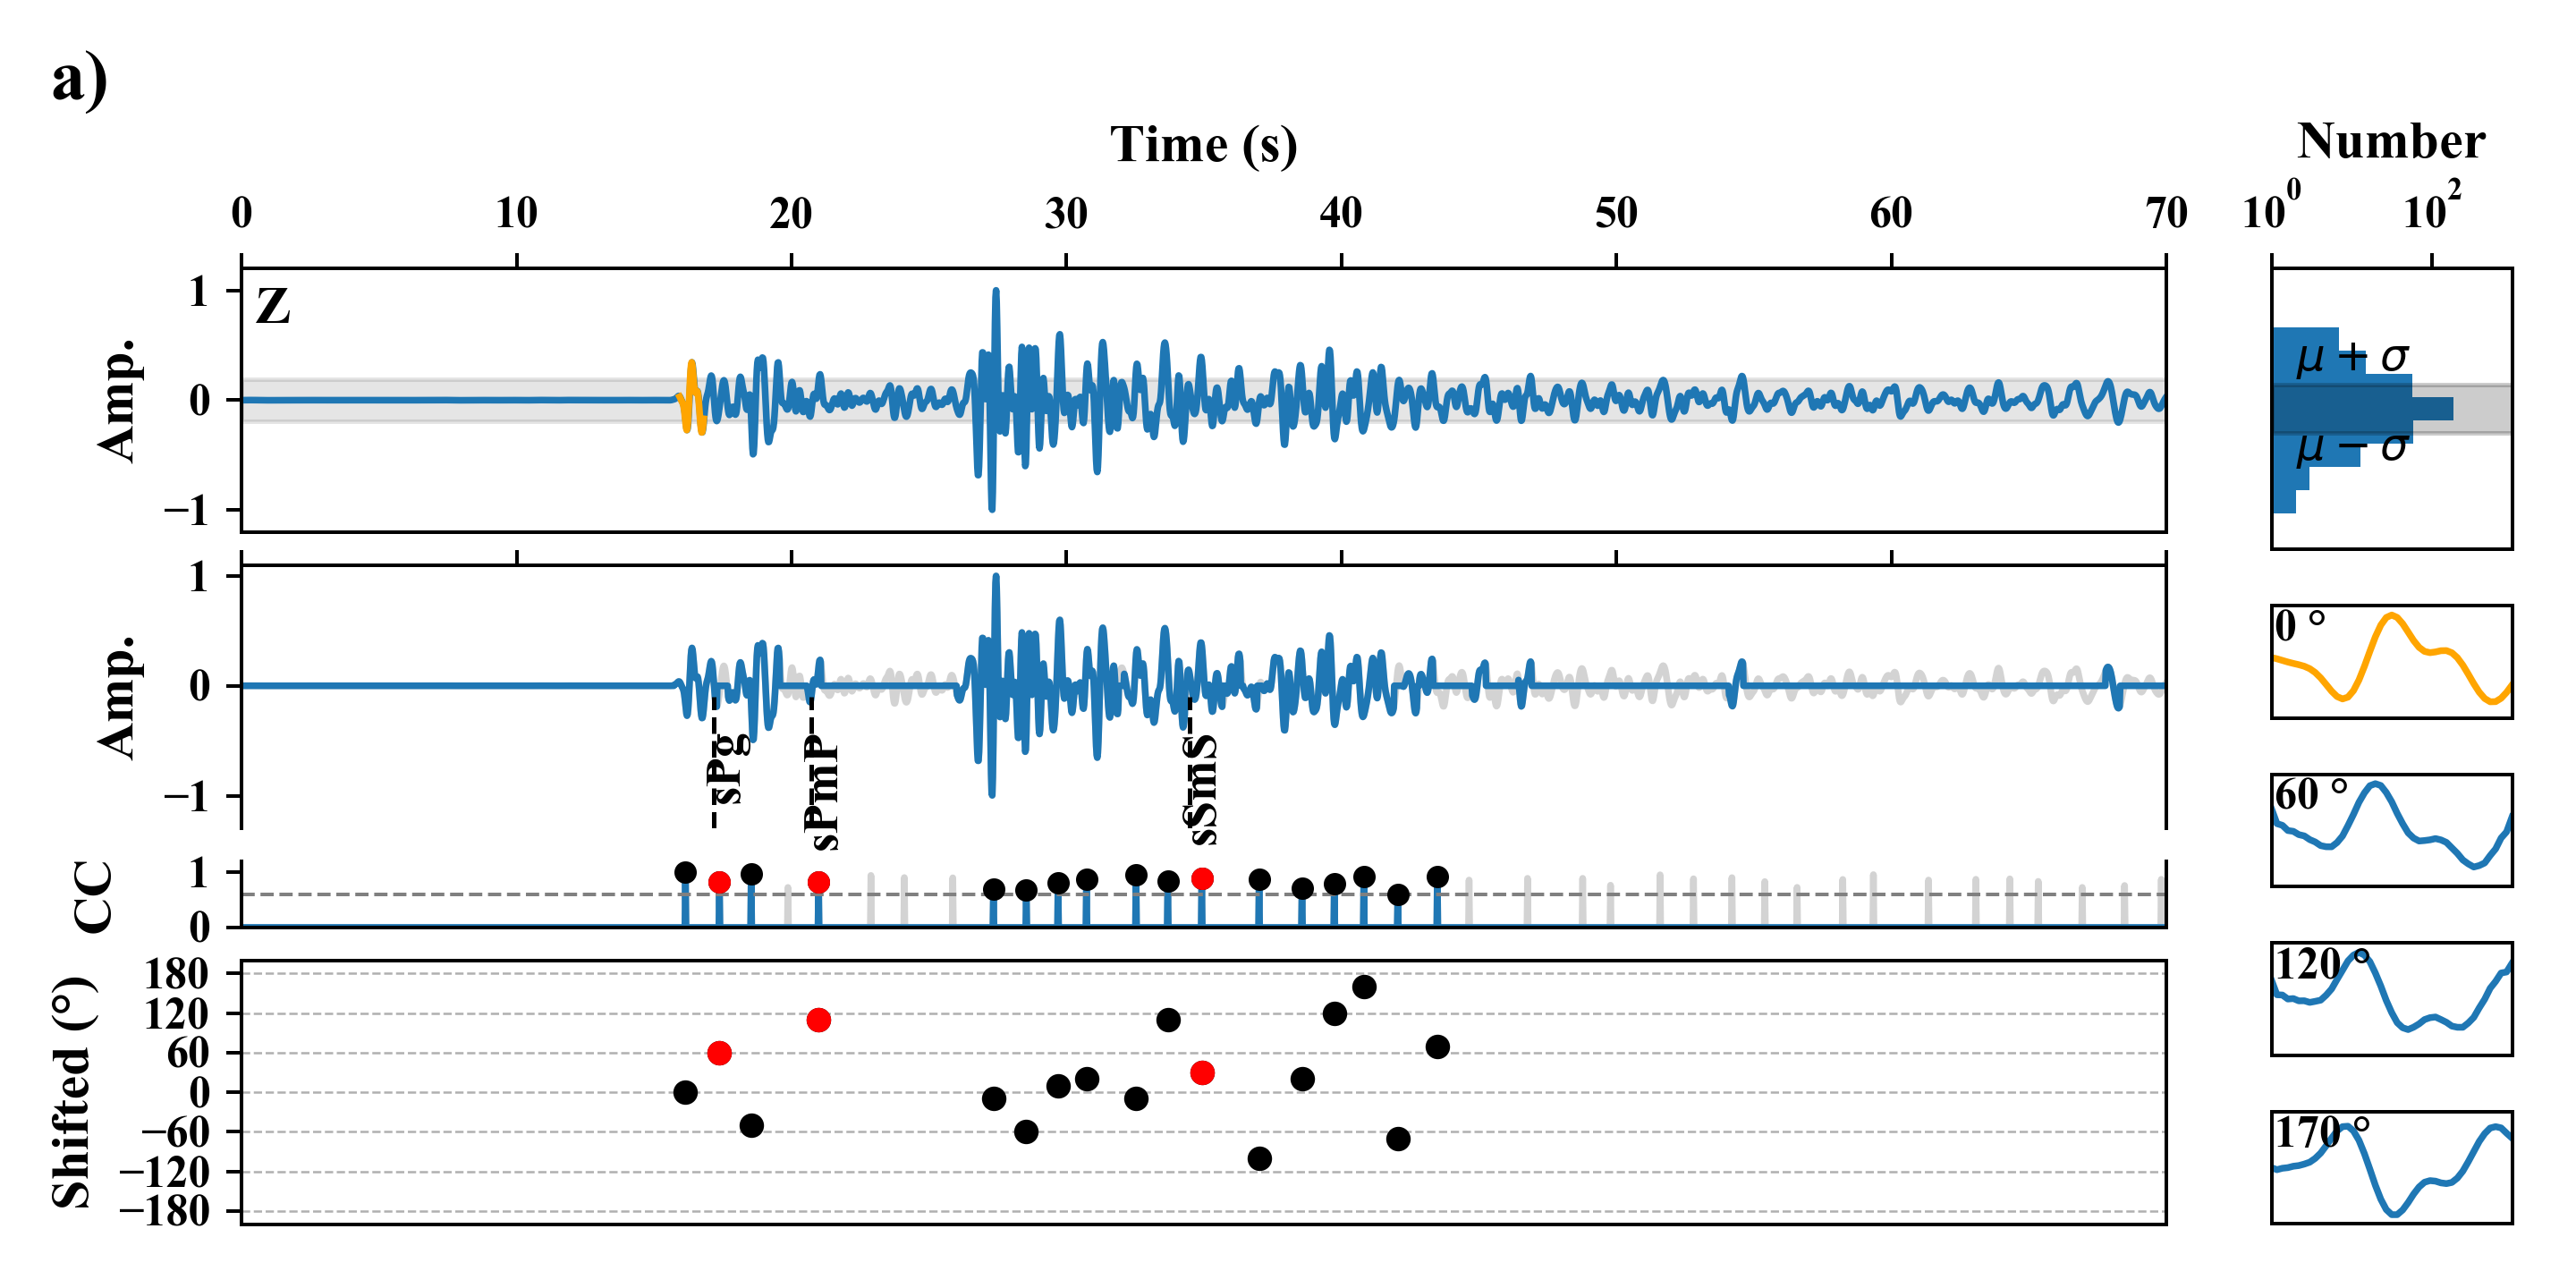 a)
Time (s)
Number
0 10 20 30 40 50 60 70
10^0 10^2
Z
Amp.
1
0
−1
μ + σ
μ − σ
Amp.
1
0
−1
sPg
sPmP
sSmS
0 °
60 °
CC
1
0
120 °
Shifted (°)
180
120
60
0
−60
−120
−180
170 °